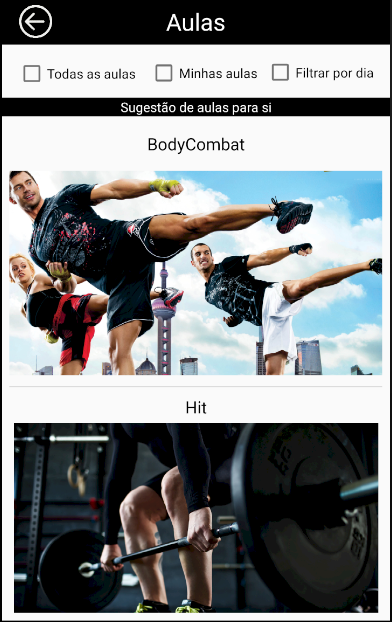 Aulas
Todas as aulas Minhas aulas Filtrar por dia
Sugestão de aulas para si
BodyCombat
Hit